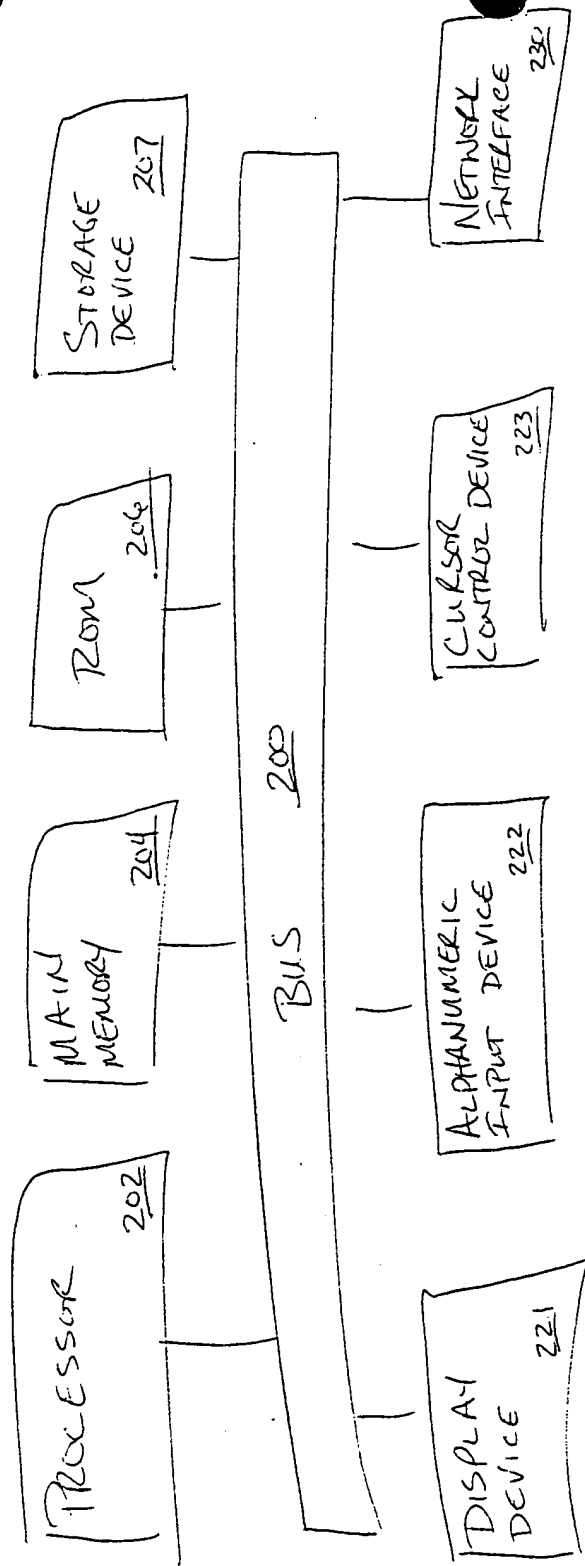 PROCESSOR
202
MAIN
MEMORY
204
ROM
206
STORAGE
DEVICE
207
BUS 200
DISPLAY
DEVICE
221
ALPHANUMERIC
INPUT DEVICE
222
CURSOR
CONTROL DEVICE
223
NETWORK
INTERFACE
230